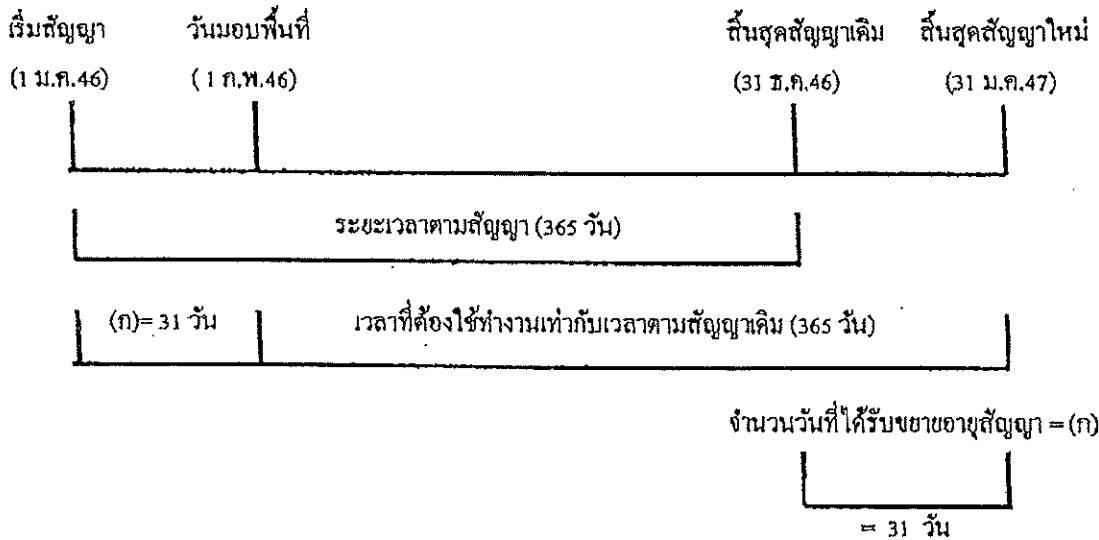 เริ่มสัญญา วันมอบพื้นที่ สิ้นสุดสัญญาเดิม สิ้นสุดสัญญาใหม่
(1 ม.ค.46) ( 1 ก.พ.46) (31 ธ.ค.46) (31 ม.ค.47)
ระยะเวลาตามสัญญา (365 วัน)
(ก)= 31 วัน เวลาที่ต้องใช้ทำงานเท่ากับเวลาตามสัญญาเดิม (365 วัน)
จำนวนวันที่ได้รับขยายอายุสัญญา = (ก)
= 31 วัน